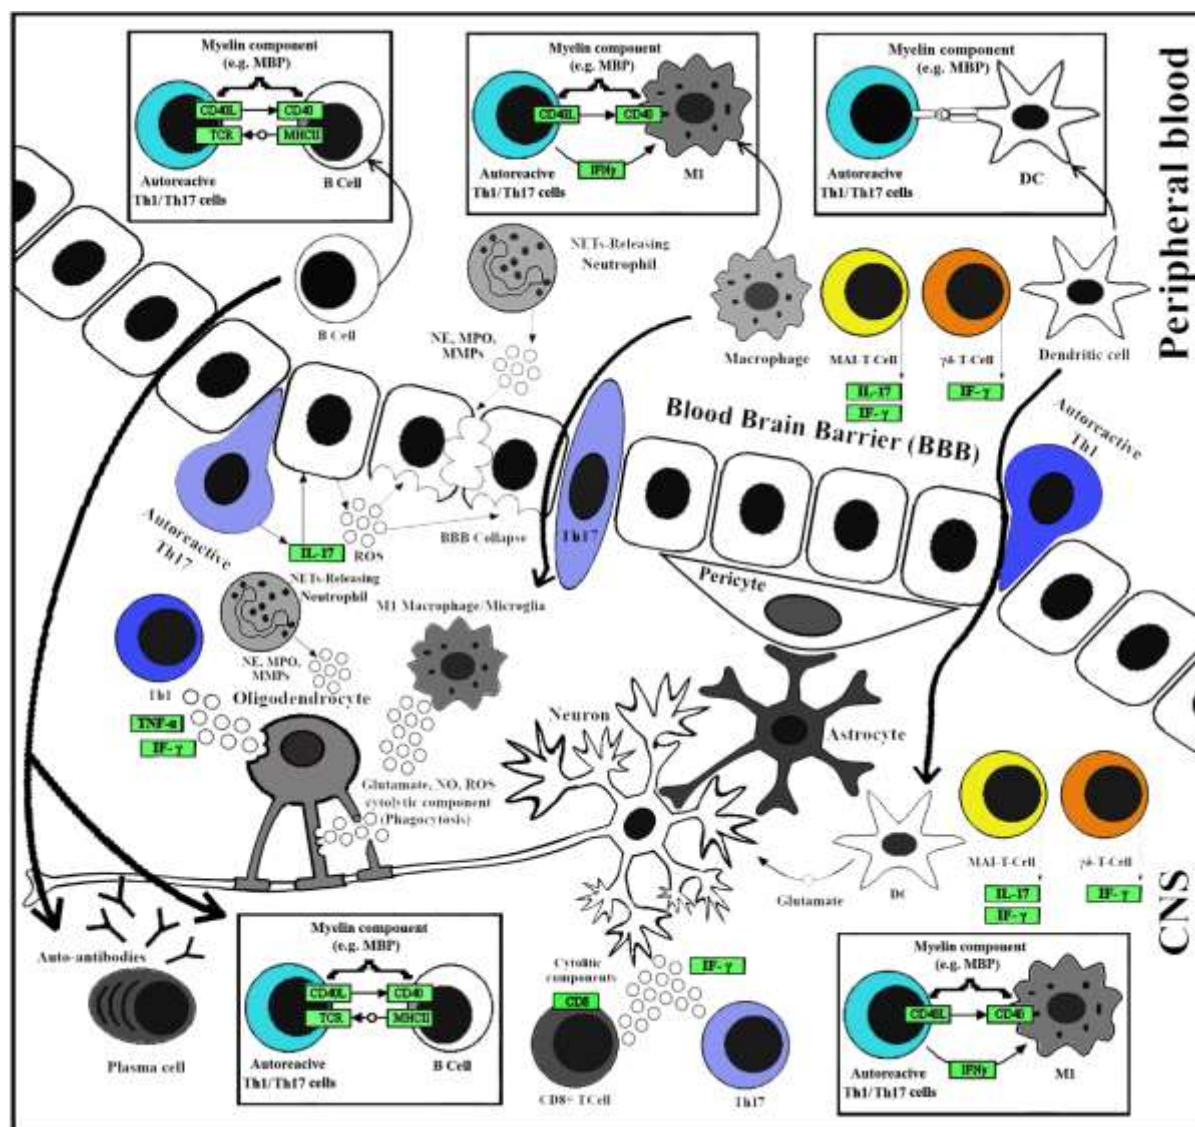 Myelin component
(e.g. MBP)
CD40L
CD40
TCR
MHCII
Autoreacive
Th1/Th17 cells
B Cell
Myelin component
(e.g. MBP)
CD40L
CD40
IFNγ
Autoreacive
Th1/Th17 cells
M1
Myelin component
(e.g. MBP)
Autoreacive
Th1/Th17 cells
DC
Peripheral blood
B Cell
NETs-Releasing
Neutrophil
NE, MPO,
MMPs
Macrophage
MAI-T Cell
IL-17
IF-γ
γδ-T-Cell
IF-γ
Dendritic cell
Blood Brain Barrier (BBB)
Autoreactive
Th1
Autoreactive
Th17
IL-17
ROS
BBB Collapse
Th17
Pericyte
NETs-Releasing
Neutrophil
NE, MPO,
MMPs
M1 Macrophage/Microglia
Th1
TNF-α
IF-γ
Oligodendrocyte
Glutamate, NO, ROS
cytolytic component
(Phagocytosis)
Neuron
Astrocyte
Glutamate
DC
MAI-T-Cell
IL-17
IF-γ
γδ-T-Cell
IF-γ
CNS
Auto-antibodies
Plasma cell
Myelin component
(e.g. MBP)
CD40L
CD40
TCR
MHCII
Autoreacive
Th1/Th17 cells
B Cell
Cytolitic
components
CD8
CD8+ TCell
IF-γ
Th17
Myelin component
(e.g. MBP)
CD40L
CD40
IFNγ
Autoreacive
Th1/Th17 cells
M1